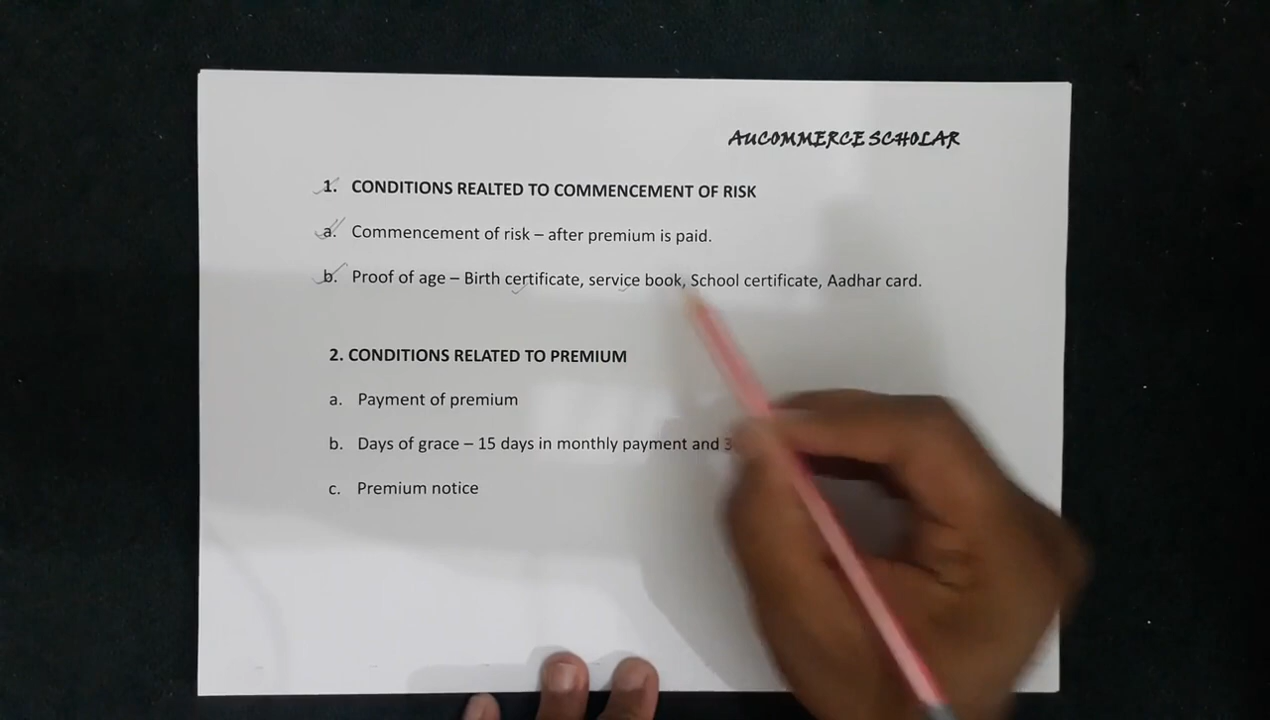 AUCOMMERCE SCHOLAR
1. CONDITIONS REALTED TO COMMENCEMENT OF RISK
a. Commencement of risk – after premium is paid.
b. Proof of age – Birth certificate, service book, School certificate, Aadhar card.
2. CONDITIONS RELATED TO PREMIUM
a. Payment of premium
b. Days of grace – 15 days in monthly payment and
c. Premium notice